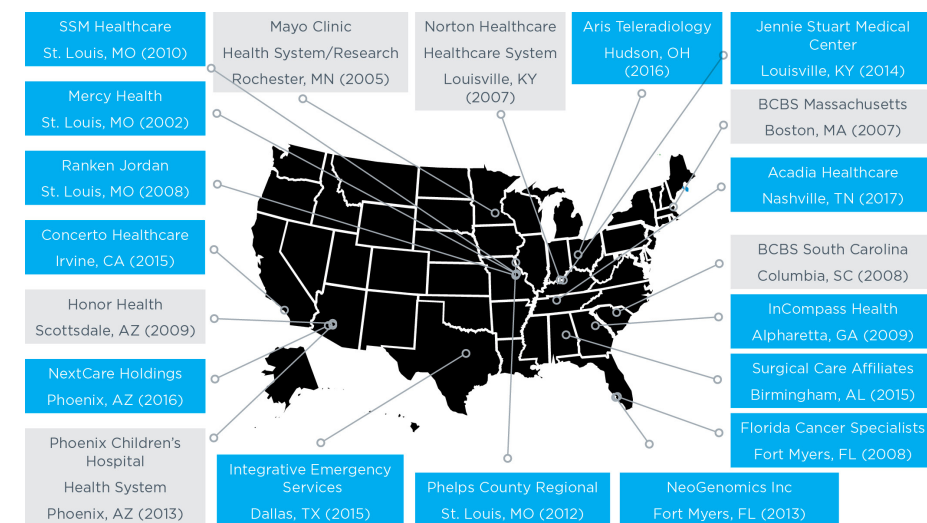 SSM Healthcare
St. Louis, MO (2010)
Mayo Clinic
Health System/Research
Rochester, MN (2005)
Norton Healthcare
Healthcare System
Louisville, KY
(2007)
Aris Teleradiology
Hudson, OH
(2016)
Jennie Stuart Medical
Center
Louisville, KY (2014)
Mercy Health
St. Louis, MO (2002)
BCBS Massachusetts
Boston, MA (2007)
Ranken Jordan
St. Louis, MO (2008)
Acadia Healthcare
Nashville, TN (2017)
Concerto Healthcare
Irvine, CA (2015)
BCBS South Carolina
Columbia, SC (2008)
Honor Health
Scottsdale, AZ (2009)
InCompass Health
Alpharetta, GA (2009)
NextCare Holdings
Phoenix, AZ (2016)
Surgical Care Affiliates
Birmingham, AL (2015)
Florida Cancer Specialists
Fort Myers, FL (2008)
Phoenix Children's
Hospital
Health System
Phoenix, AZ (2013)
Integrative Emergency
Services
Dallas, TX (2015)
Phelps County Regional
St. Louis, MO (2012)
NeoGenomics Inc
Fort Myers, FL (2013)